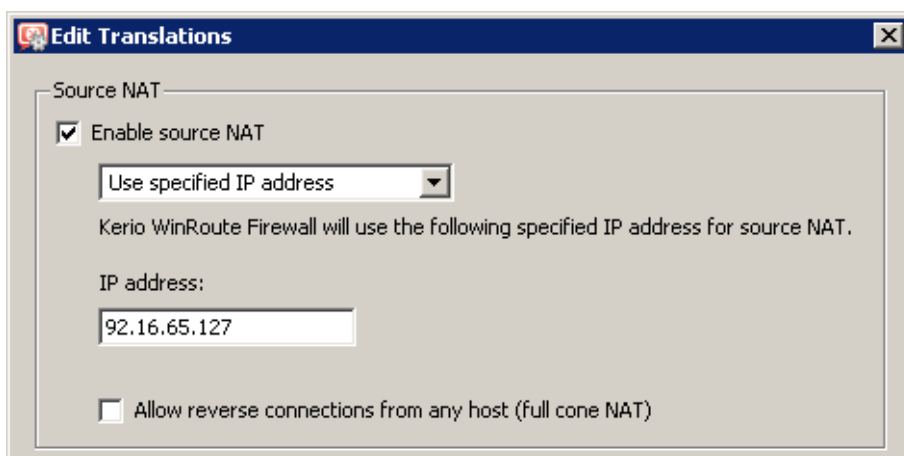 Edit Translations
Source NAT
Enable source NAT
Use specified IP address
Kerio WinRoute Firewall will use the following specified IP address for source NAT.
IP address:
92.16.65.127
Allow reverse connections from any host (full cone NAT)